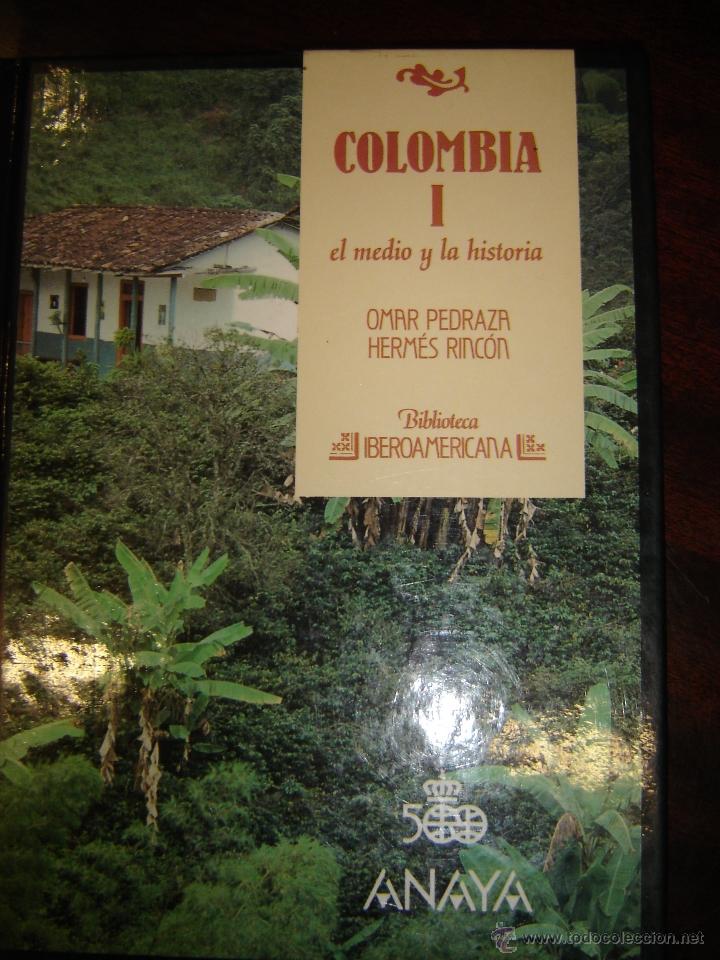 COLOMBIA
I
el medio y la historia
OMAR PEDRAZA
HERMÉS RINCÓN
Biblioteca
IBEROAMERICANA
500
ANAYA
www.todocoleccion.net